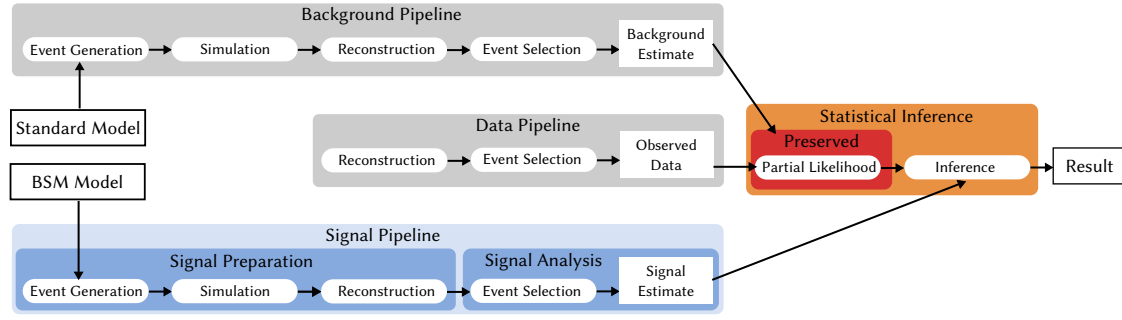 Background Pipeline
Event Generation
Simulation
Reconstruction
Event Selection
Background
Estimate
Standard Model
Data Pipeline
Reconstruction
Event Selection
Observed
Data
Statistical Inference
Preserved
Partial Likelihood
Inference
Result
BSM Model
Signal Pipeline
Signal Preparation
Event Generation
Simulation
Reconstruction
Signal Analysis
Event Selection
Signal
Estimate